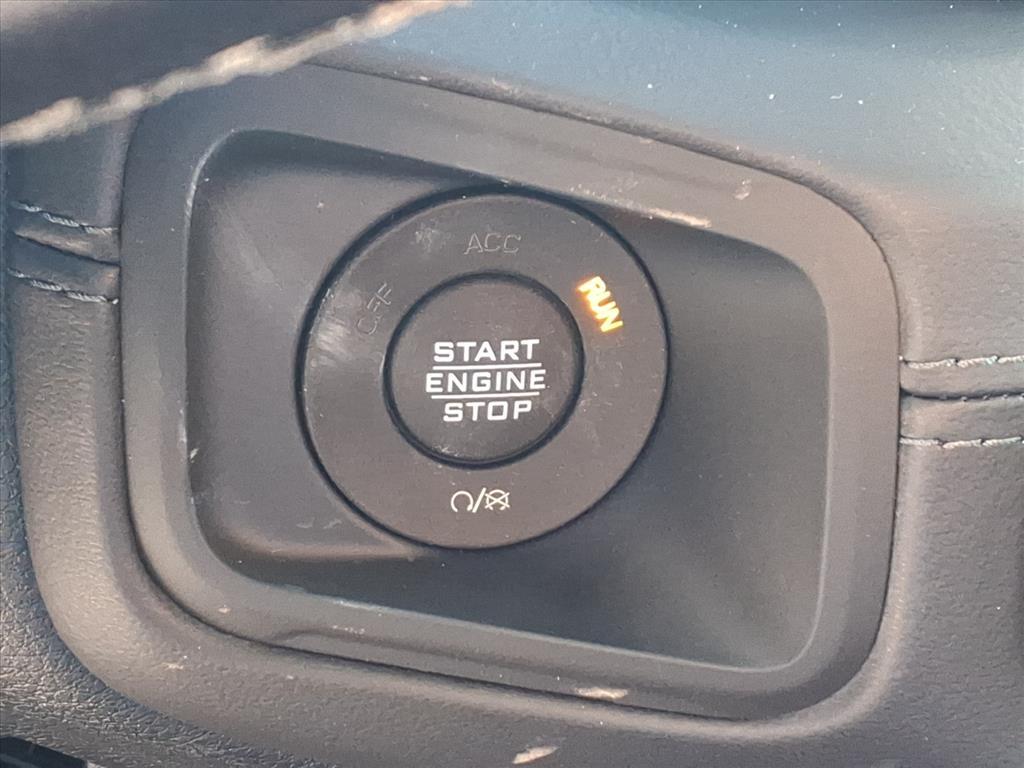 ACC
OFF
RUN
START
ENGINE
STOP